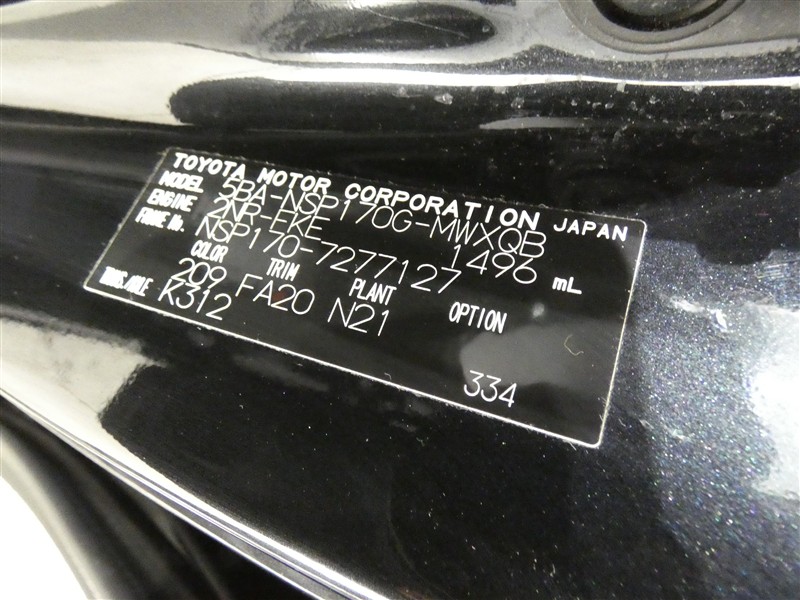 TOYOTA MOTOR CORPORATION JAPAN
MODEL 5BA-NSP170G-MWXQB
ENGINE 2NR-EKE 1496 mL
FRAME No. NSP170-7277127
COLOR TRIM PLANT OPTION
209 FA20 N21
TRANS./AXLE K312
334